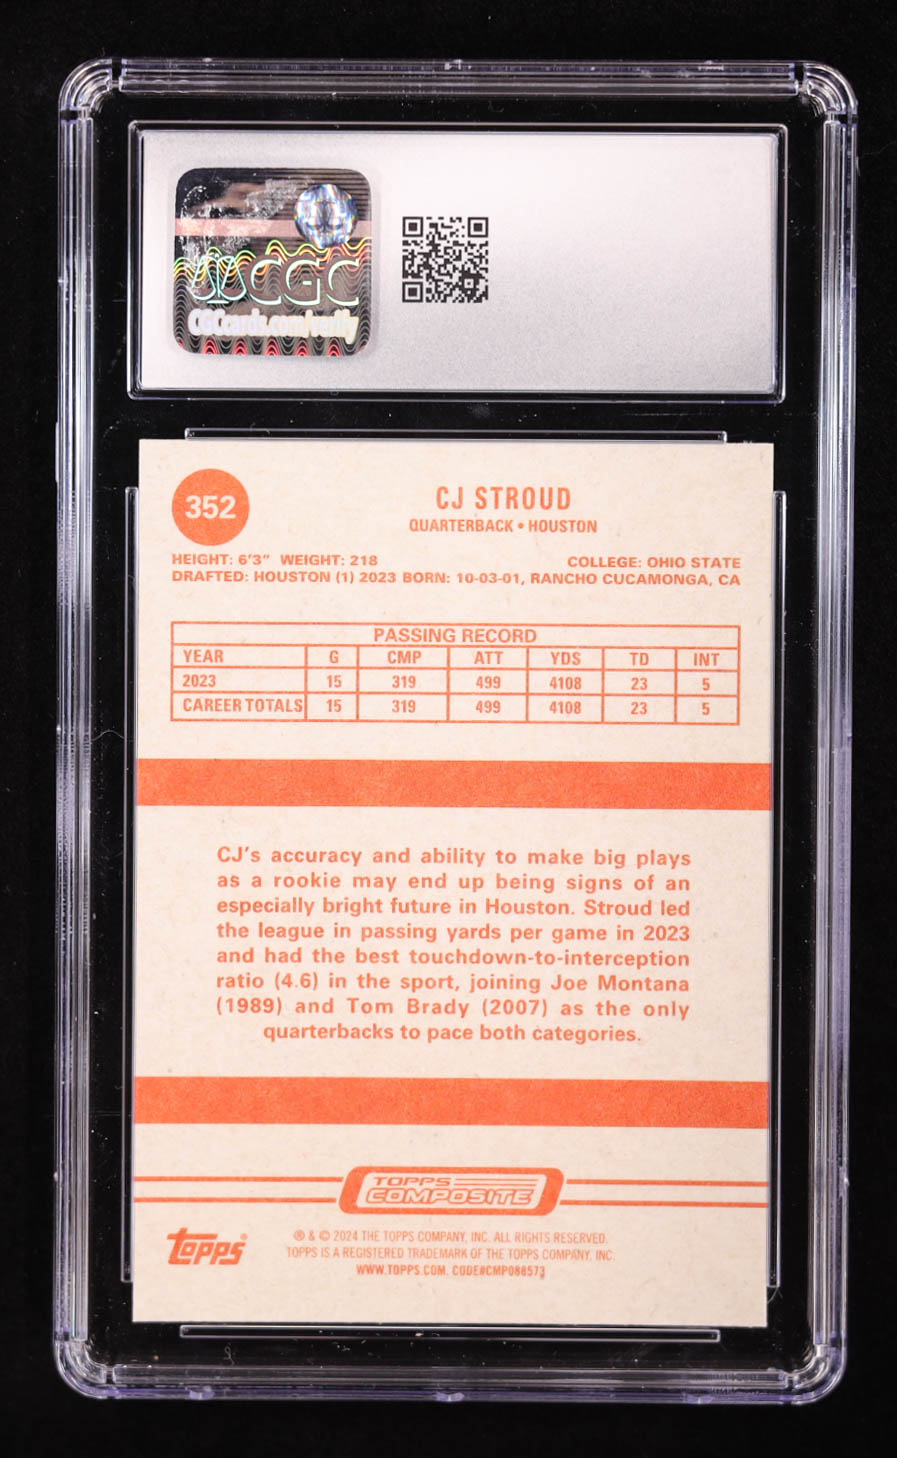 CGC
CGCcards.com/verify
352
CJ STROUD
QUARTERBACK • HOUSTON
HEIGHT: 6'3" WEIGHT: 218 COLLEGE: OHIO STATE
DRAFTED: HOUSTON (1) 2023 BORN: 10-03-01, RANCHO CUCAMONGA, CA
PASSING RECORD
YEAR G CMP ATT YDS TD INT
2023 15 319 499 4108 23 5
CAREER TOTALS 15 319 499 4108 23 5
CJ's accuracy and ability to make big plays
as a rookie may end up being signs of an
especially bright future in Houston. Stroud led
the league in passing yards per game in 2023
and had the best touchdown-to-interception
ratio (4.6) in the sport, joining Joe Montana
(1989) and Tom Brady (2007) as the only
quarterbacks to pace both categories.
TOPPS
COMPOSITE
topps®
® & © 2024 THE TOPPS COMPANY, INC. ALL RIGHTS RESERVED.
TOPPS IS A REGISTERED TRADEMARK OF THE TOPPS COMPANY, INC.
WWW.TOPPS.COM. CODE#CMP088573